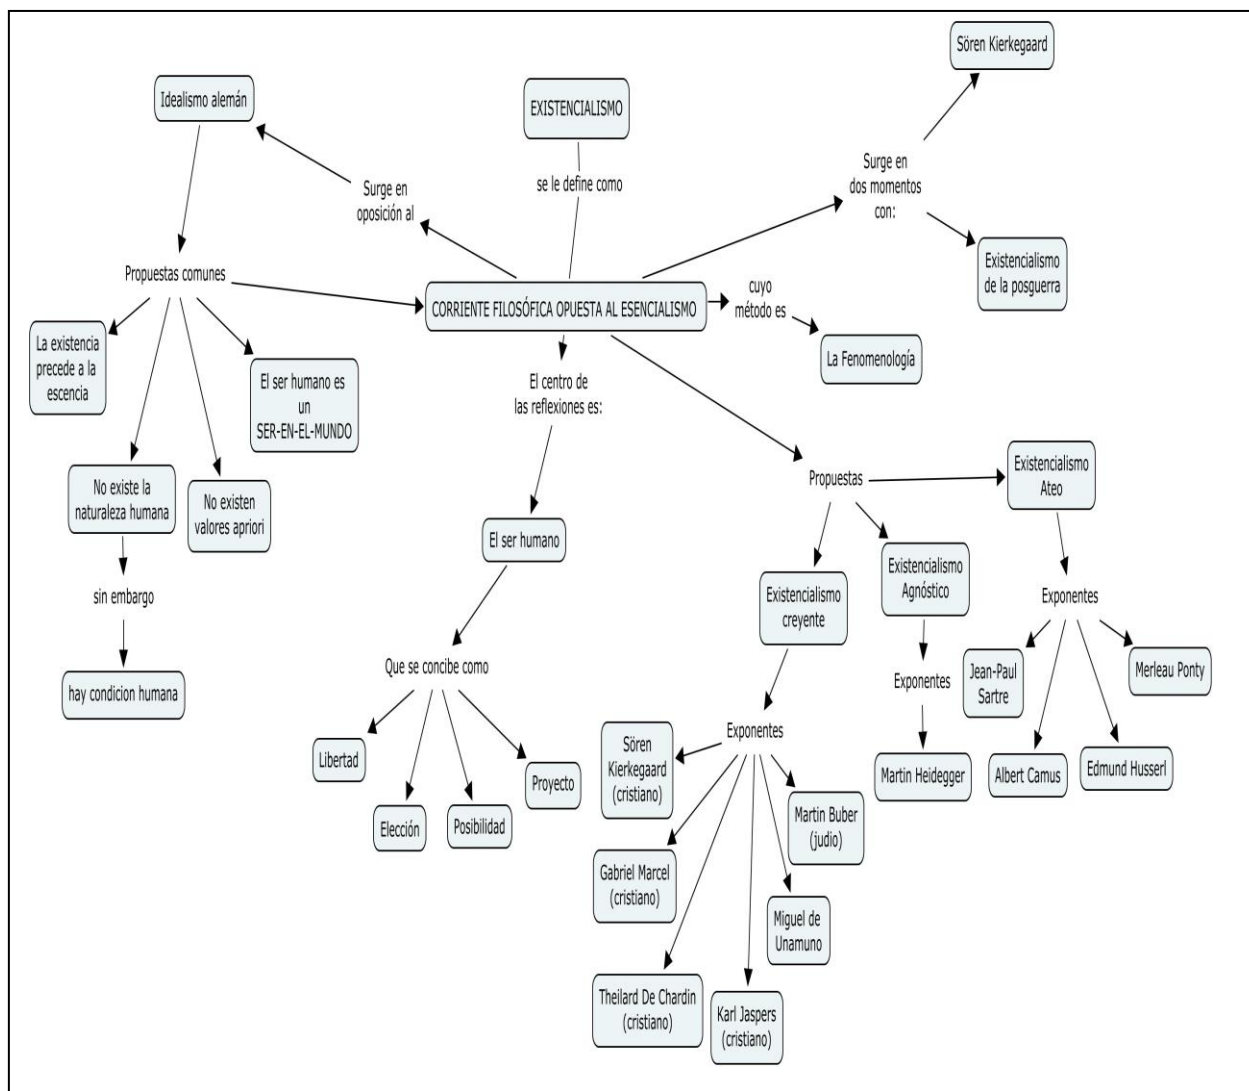 Sören Kierkegaard
Idealismo alemán
EXISTENCIALISMO
se le define como
Surge en
oposición al
Surge en
dos momentos
con:
Existencialismo
de la posguerra
Propuestas comunes
CORRIENTE FILOSÓFICA OPUESTA AL ESENCIALISMO
cuyo
método es
La Fenomenología
La existencia
precede a la
escencia
El ser humano es
un
SER-EN-EL-MUNDO
No existe la
naturaleza humana
No existen
valores apriori
sin embargo
hay condicion humana
El centro de
las reflexiones es:
El ser humano
Que se concibe como
Libertad
Elección
Posibilidad
Proyecto
Propuestas
Existencialismo
Ateo
Existencialismo
Agnóstico
Existencialismo
creyente
Exponentes
Jean-Paul
Sartre
Albert Camus
Edmund Husserl
Merleau Ponty
Exponentes
Martin Heidegger
Exponentes
Sören
Kierkegaard
(cristiano)
Gabriel Marcel
(cristiano)
Theilard De Chardin
(cristiano)
Karl Jaspers
(cristiano)
Miguel de
Unamuno
Martin Buber
(judio)